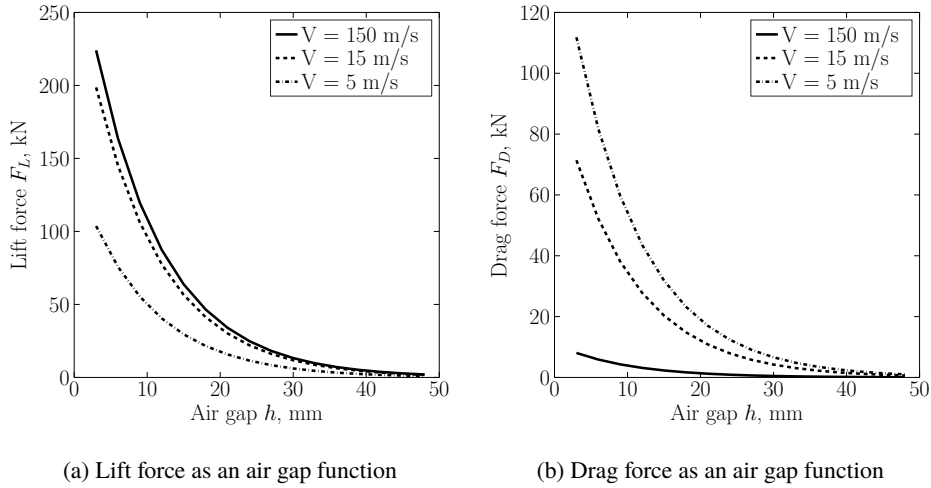 250
200
150
100
50
0
Lift force F_L, kN
V = 150 m/s
V = 15 m/s
V = 5 m/s
0 10 20 30 40 50
Air gap h, mm
(a) Lift force as an air gap function
120
100
80
60
40
20
0
Drag force F_D, kN
V = 150 m/s
V = 15 m/s
V = 5 m/s
0 10 20 30 40 50
Air gap h, mm
(b) Drag force as an air gap function